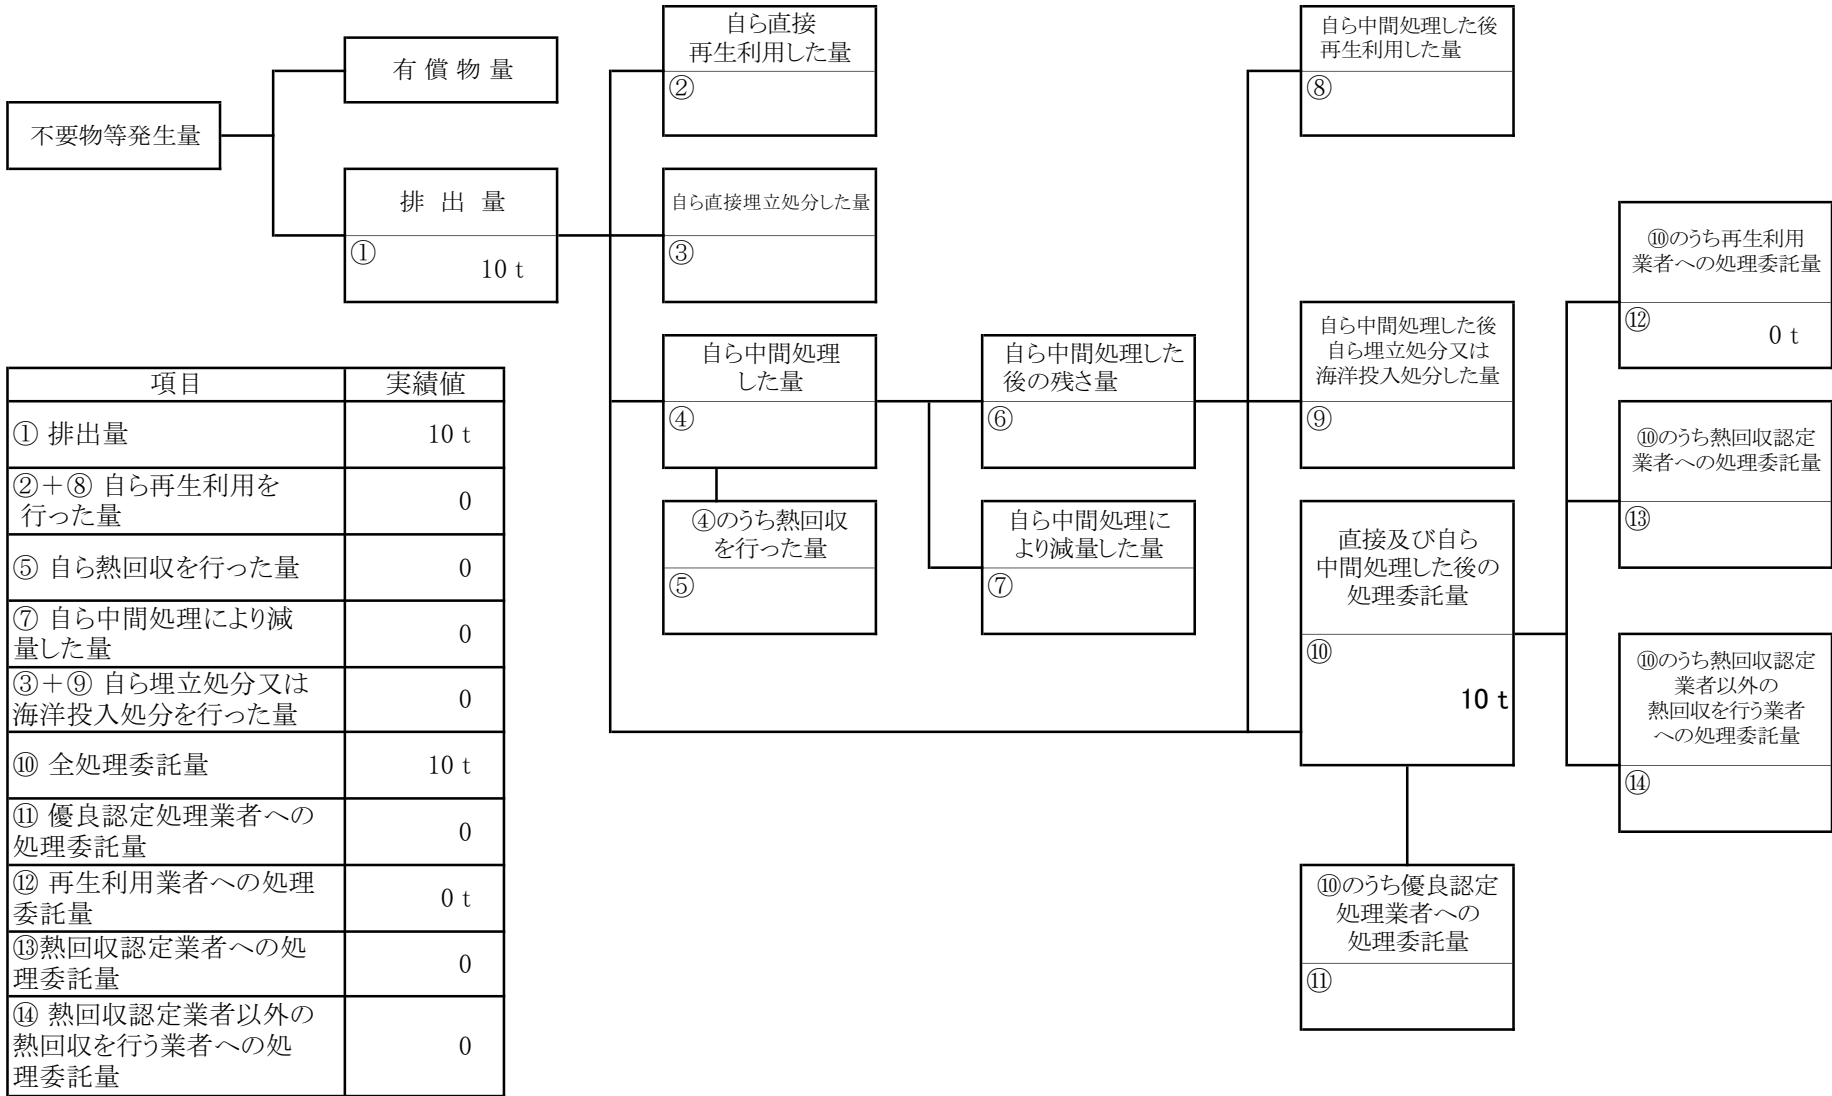 不要物等発生量
有 償 物 量
排 出 量
①
10 t
自ら直接
再生利用した量
②
自ら直接埋立処分した量
③
自ら中間処理
した量
④
④のうち熱回収
を行った量
⑤
自ら中間処理した
後の残さ量
⑥
自ら中間処理に
より減量した量
⑦
自ら中間処理した後
再生利用した量
⑧
自ら中間処理した後
自ら埋立処分又は
海洋投入処分した量
⑨
直接及び自ら
中間処理した後の
処理委託量
⑩
10 t
⑩のうち優良認定
処理業者への
処理委託量
⑪
⑩のうち再生利用
業者への処理委託量
⑫
0 t
⑩のうち熱回収認定
業者への処理委託量
⑬
⑩のうち熱回収認定
業者以外の
熱回収を行う業者
への処理委託量
⑭
項目 実績値
① 排出量 10 t
②+⑧ 自ら再生利用を
行った量 0
⑤ 自ら熱回収を行った量 0
⑦ 自ら中間処理により減
量した量 0
③+⑨ 自ら埋立処分又は
海洋投入処分を行った量 0
⑩ 全処理委託量 10 t
⑪ 優良認定処理業者への
処理委託量 0
⑫ 再生利用業者への処理
委託量 0 t
⑬熱回収認定業者への処
理委託量 0
⑭ 熱回収認定業者以外の
熱回収を行う業者への処
理委託量 0